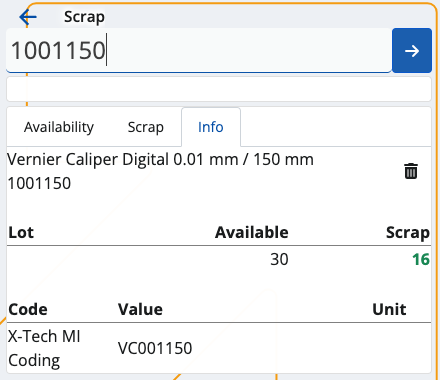 Scrap
1001150
Availability Scrap Info
Vernier Caliper Digital 0.01 mm / 150 mm
1001150
Lot Available Scrap
30 16
Code Value Unit
X-Tech MI
Coding
VC001150